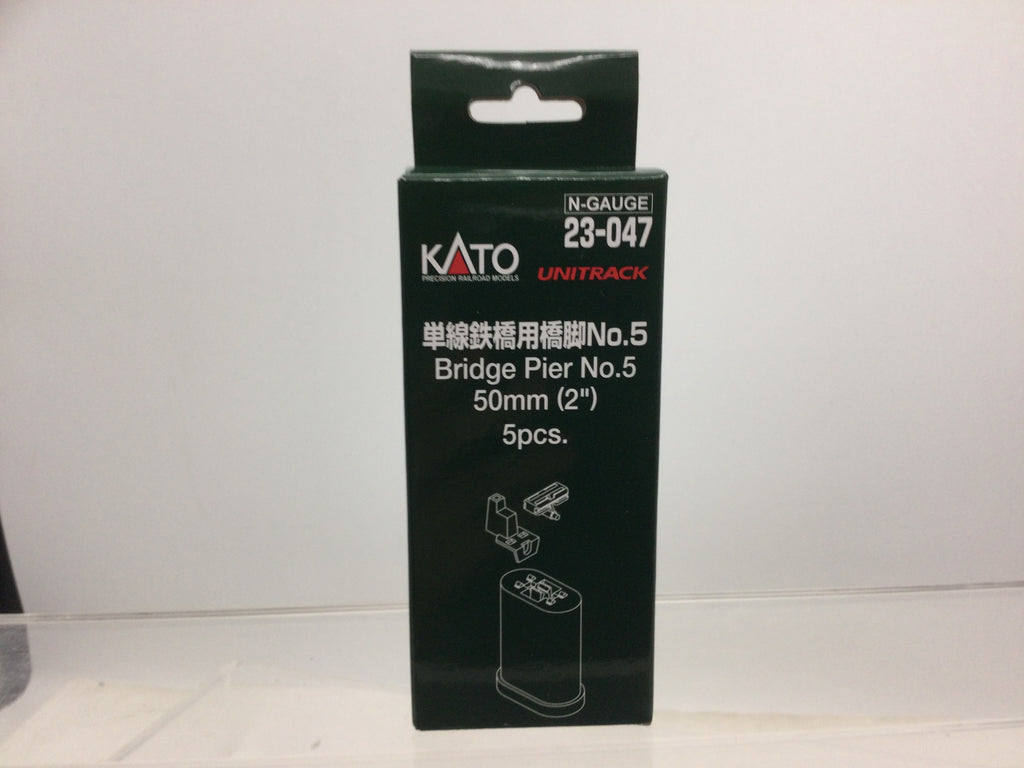 N-GAUGE
23-047
KATO
PRECISION RAILROAD MODELS
UNITRACK
単線鉄橋用橋脚No.5
Bridge Pier No.5
50mm (2")
5pcs.